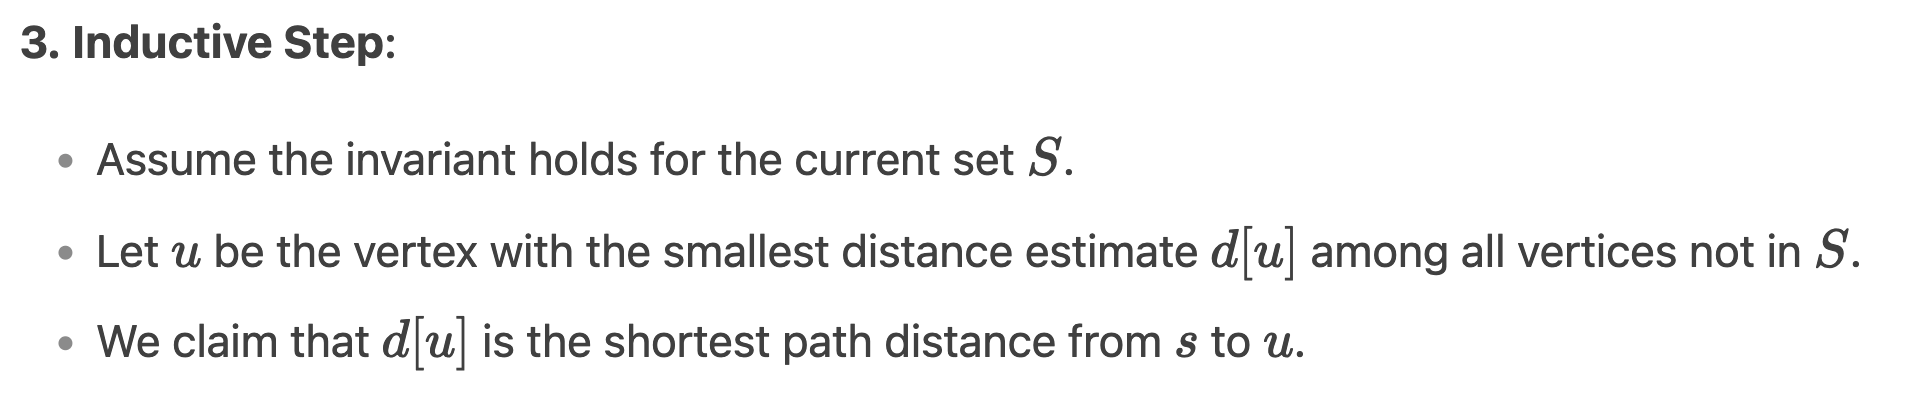 3. Inductive Step:
• Assume the invariant holds for the current set S.
• Let u be the vertex with the smallest distance estimate d[u] among all vertices not in S.
• We claim that d[u] is the shortest path distance from s to u.